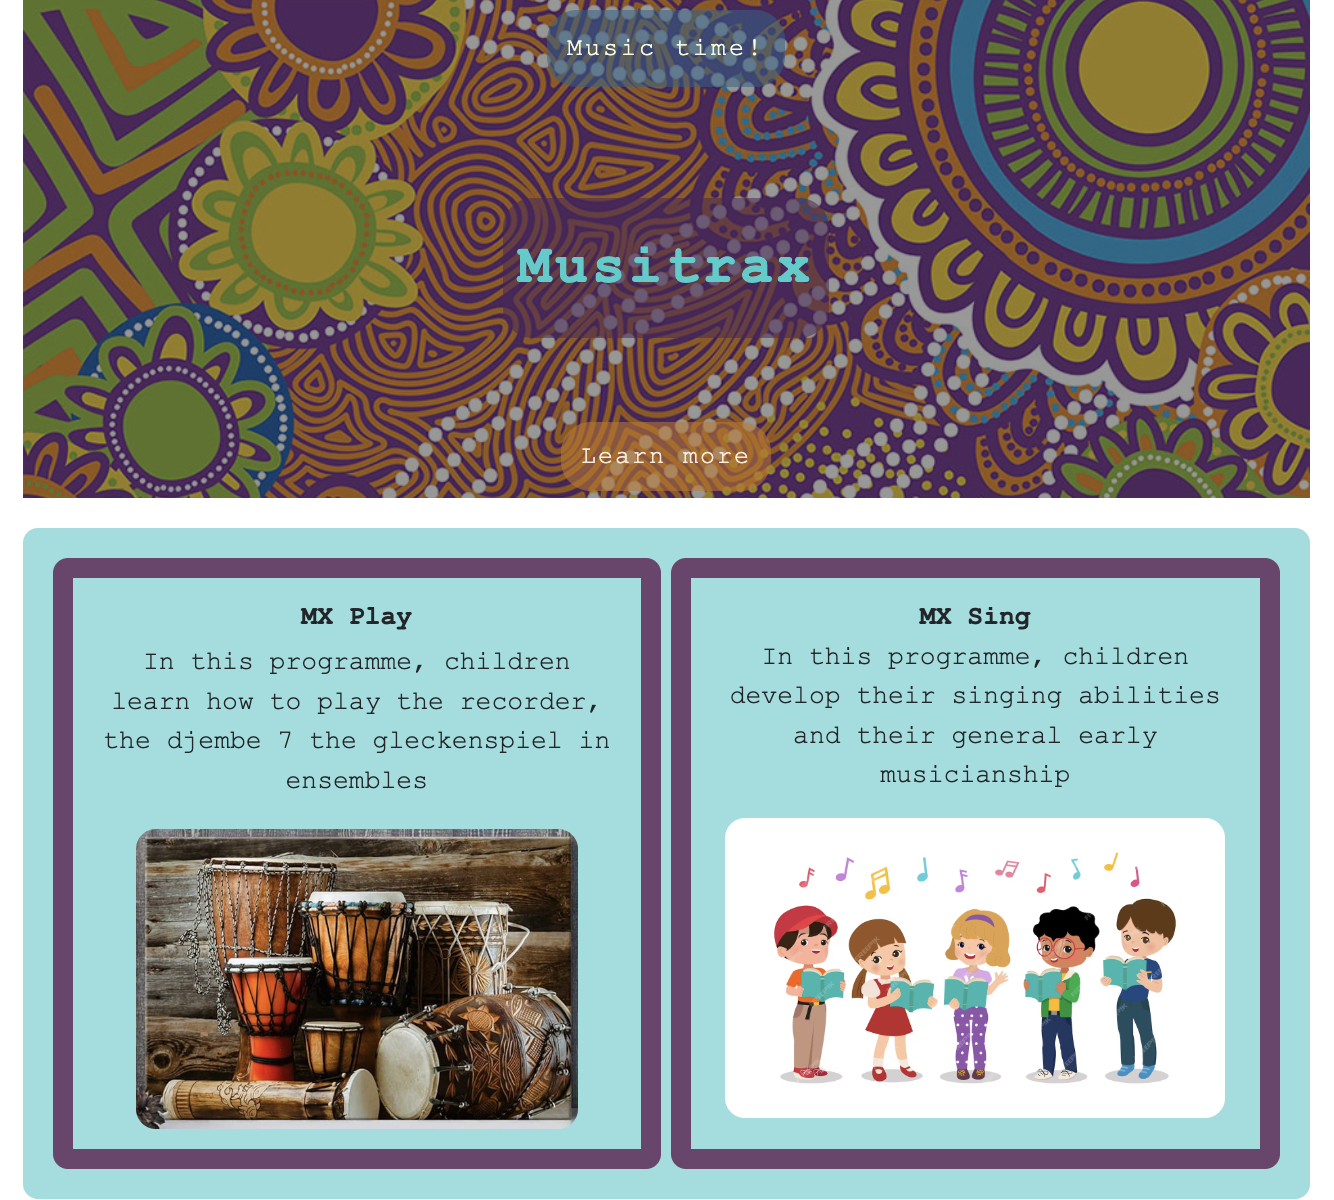 Music time!
Musitrax
Learn more
MX Play
In this programme, children
learn how to play the recorder,
the djembe 7 the gleckenspiel in
ensembles
MX Sing
In this programme, children
develop their singing abilities
and their general early
musicianship